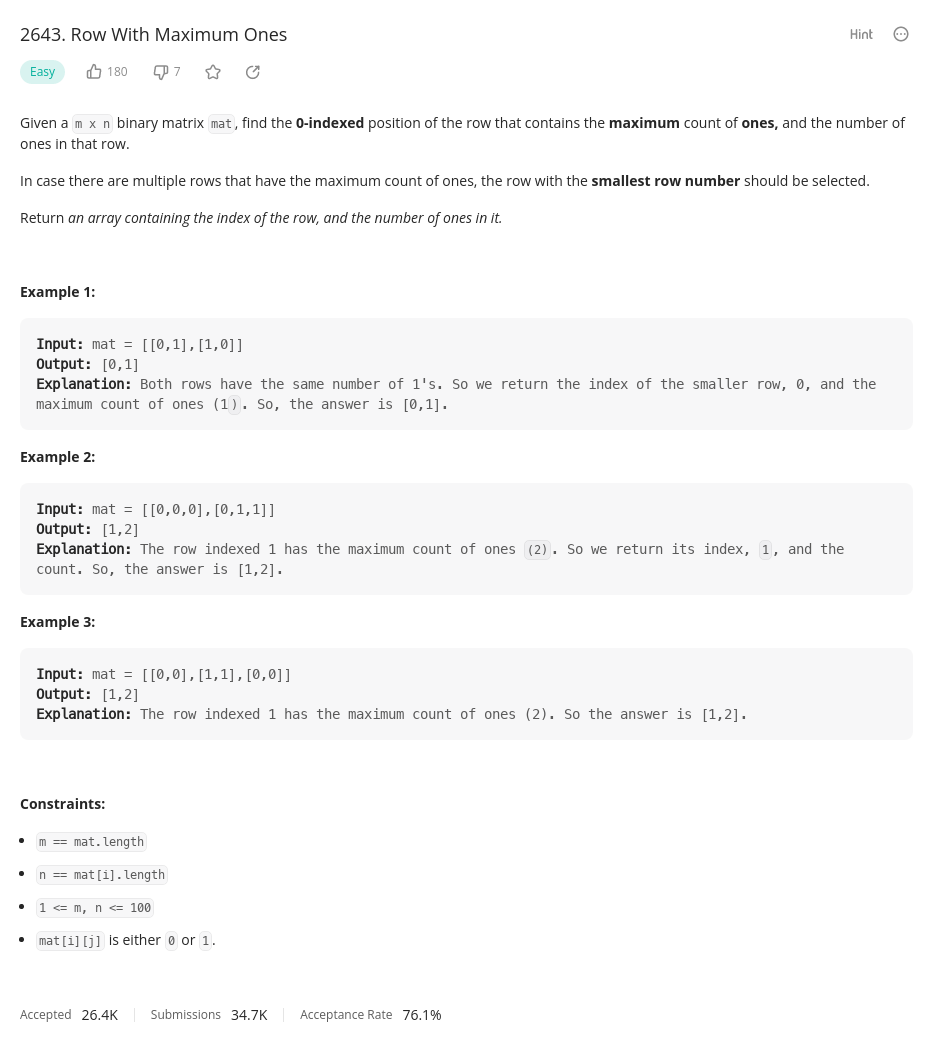 2643. Row With Maximum Ones
Hint
Easy 180 7
Given a m x n binary matrix mat, find the 0-indexed position of the row that contains the maximum count of ones, and the number of
ones in that row.
In case there are multiple rows that have the maximum count of ones, the row with the smallest row number should be selected.
Return an array containing the index of the row, and the number of ones in it.
Example 1:
Input: mat = [[0,1],[1,0]]
Output: [0,1]
Explanation: Both rows have the same number of 1's. So we return the index of the smaller row, 0, and the
maximum count of ones (1). So, the answer is [0,1].
Example 2:
Input: mat = [[0,0,0],[0,1,1]]
Output: [1,2]
Explanation: The row indexed 1 has the maximum count of ones (2). So we return its index, 1, and the
count. So, the answer is [1,2].
Example 3:
Input: mat = [[0,0],[1,1],[0,0]]
Output: [1,2]
Explanation: The row indexed 1 has the maximum count of ones (2). So the answer is [1,2].
Constraints:
• m == mat.length
• n == mat[i].length
• 1 <= m, n <= 100
• mat[i][j] is either 0 or 1.
Accepted 26.4K Submissions 34.7K Acceptance Rate 76.1%